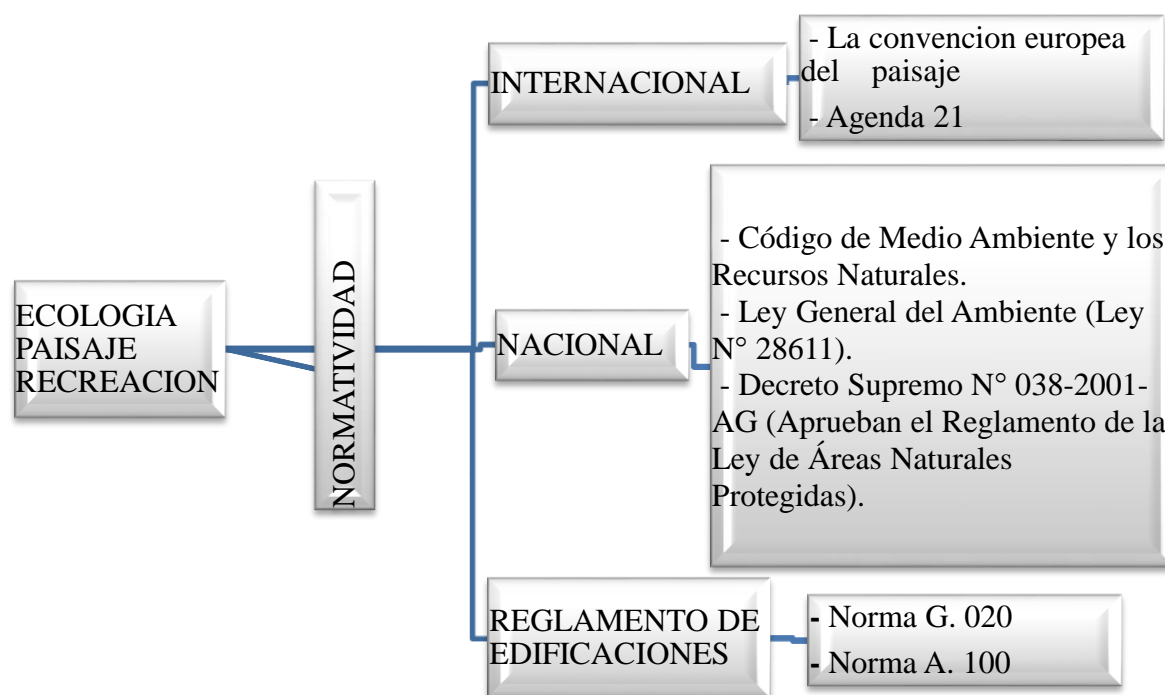 ECOLOGIA
PAISAJE
RECREACION
NORMATIVIDAD
INTERNACIONAL
- La convencion europea
del paisaje
- Agenda 21
NACIONAL
- Código de Medio Ambiente y los
Recursos Naturales.
- Ley General del Ambiente (Ley
N° 28611).
- Decreto Supremo N° 038-2001-
AG (Aprueban el Reglamento de la
Ley de Áreas Naturales
Protegidas).
REGLAMENTO DE
EDIFICACIONES
- Norma G. 020
- Norma A. 100